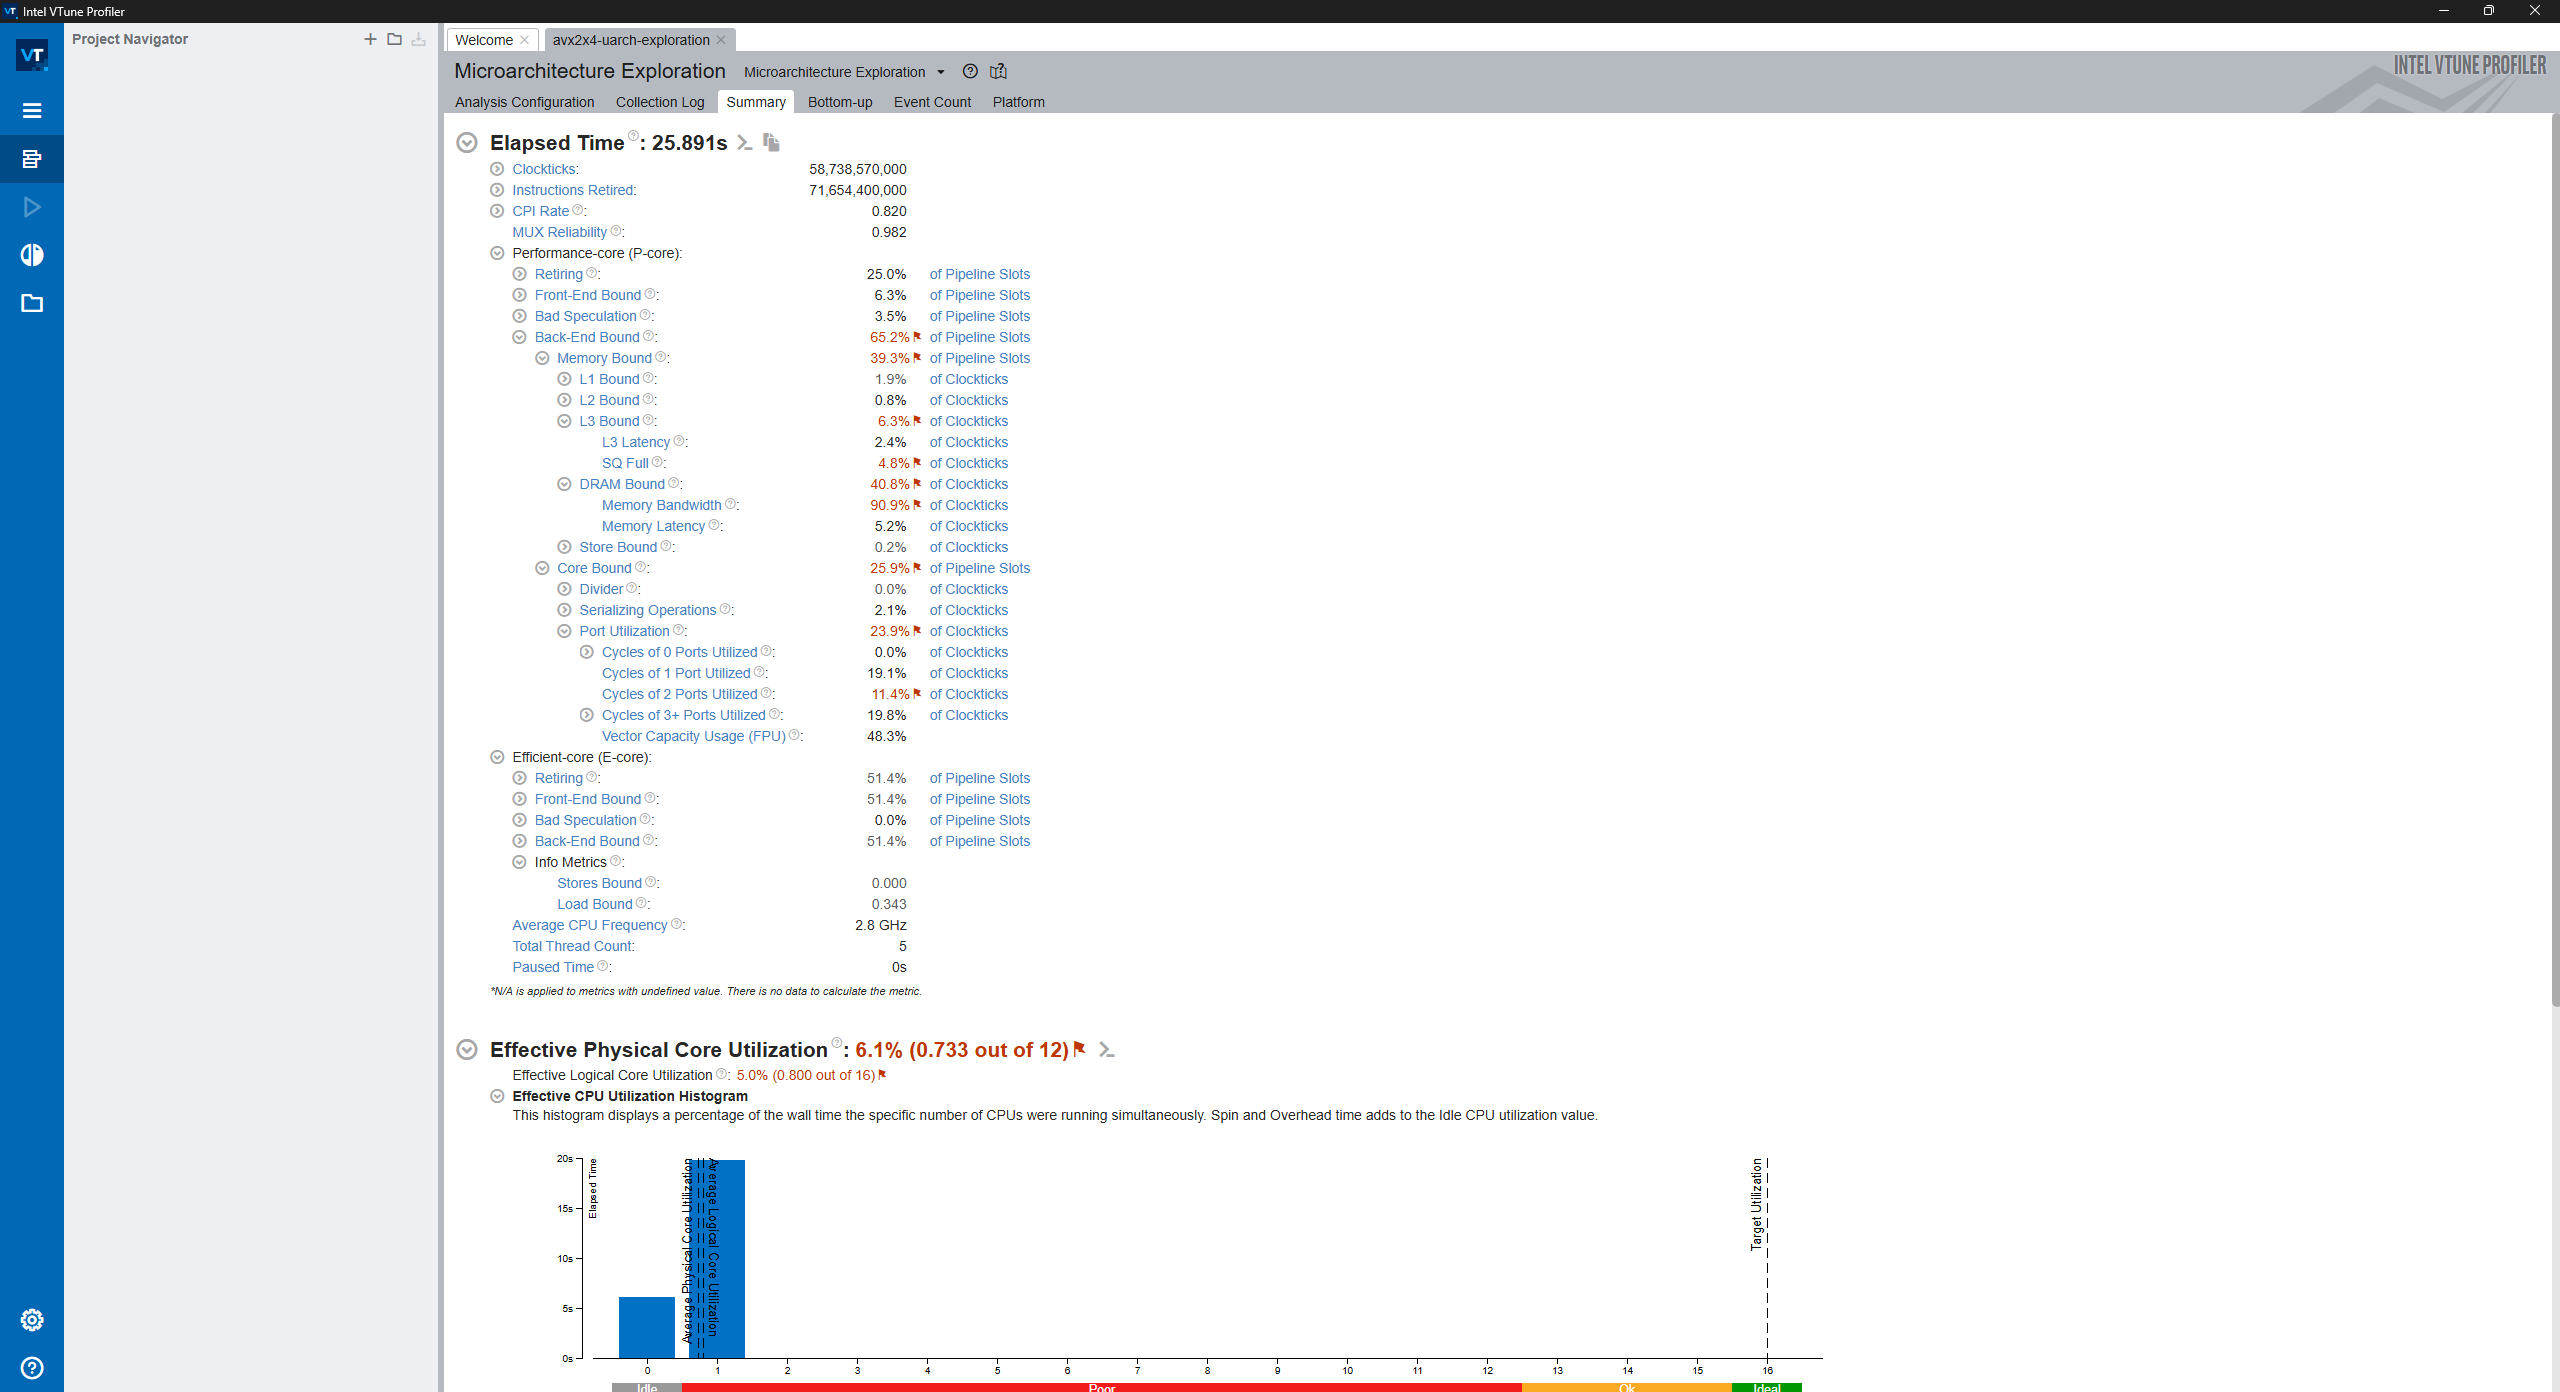 Intel VTune Profiler
VT
Project Navigator
Welcome
avx2x4-uarch-exploration
Microarchitecture Exploration Microarchitecture Exploration
INTEL VTUNE PROFILER
Analysis Configuration Collection Log Summary Bottom-up Event Count Platform
Elapsed Time: 25.891s
Clockticks: 58,738,570,000
Instructions Retired: 71,654,400,000
CPI Rate: 0.820
MUX Reliability: 0.982
Performance-core (P-core):
Retiring: 25.0% of Pipeline Slots
Front-End Bound: 6.3% of Pipeline Slots
Bad Speculation: 3.5% of Pipeline Slots
Back-End Bound: 65.2% of Pipeline Slots
Memory Bound: 39.3% of Pipeline Slots
L1 Bound: 1.9% of Clockticks
L2 Bound: 0.8% of Clockticks
L3 Bound: 6.3% of Clockticks
L3 Latency: 2.4% of Clockticks
SQ Full: 4.8% of Clockticks
DRAM Bound: 40.8% of Clockticks
Memory Bandwidth: 90.9% of Clockticks
Memory Latency: 5.2% of Clockticks
Store Bound: 0.2% of Clockticks
Core Bound: 25.9% of Pipeline Slots
Divider: 0.0% of Clockticks
Serializing Operations: 2.1% of Clockticks
Port Utilization: 23.9% of Clockticks
Cycles of 0 Ports Utilized: 0.0% of Clockticks
Cycles of 1 Port Utilized: 19.1% of Clockticks
Cycles of 2 Ports Utilized: 11.4% of Clockticks
Cycles of 3+ Ports Utilized: 19.8% of Clockticks
Vector Capacity Usage (FPU): 48.3%
Efficient-core (E-core):
Retiring: 51.4% of Pipeline Slots
Front-End Bound: 51.4% of Pipeline Slots
Bad Speculation: 0.0% of Pipeline Slots
Back-End Bound: 51.4% of Pipeline Slots
Info Metrics:
Stores Bound: 0.000
Load Bound: 0.343
Average CPU Frequency: 2.8 GHz
Total Thread Count: 5
Paused Time: 0s
*N/A is applied to metrics with undefined value. There is no data to calculate the metric.
Effective Physical Core Utilization: 6.1% (0.733 out of 12)
Effective Logical Core Utilization: 5.0% (0.800 out of 16)
Effective CPU Utilization Histogram
This histogram displays a percentage of the wall time the specific number of CPUs were running simultaneously. Spin and Overhead time adds to the Idle CPU utilization value.
20s
15s
10s
5s
0s
Elapsed Time
Average Physical Core Utilization
Average Logical Core Utilization
Target Utilization
0 1 2 3 4 5 6 7 8 9 10 11 12 13 14 15 16
Idle Poor Ok Ideal